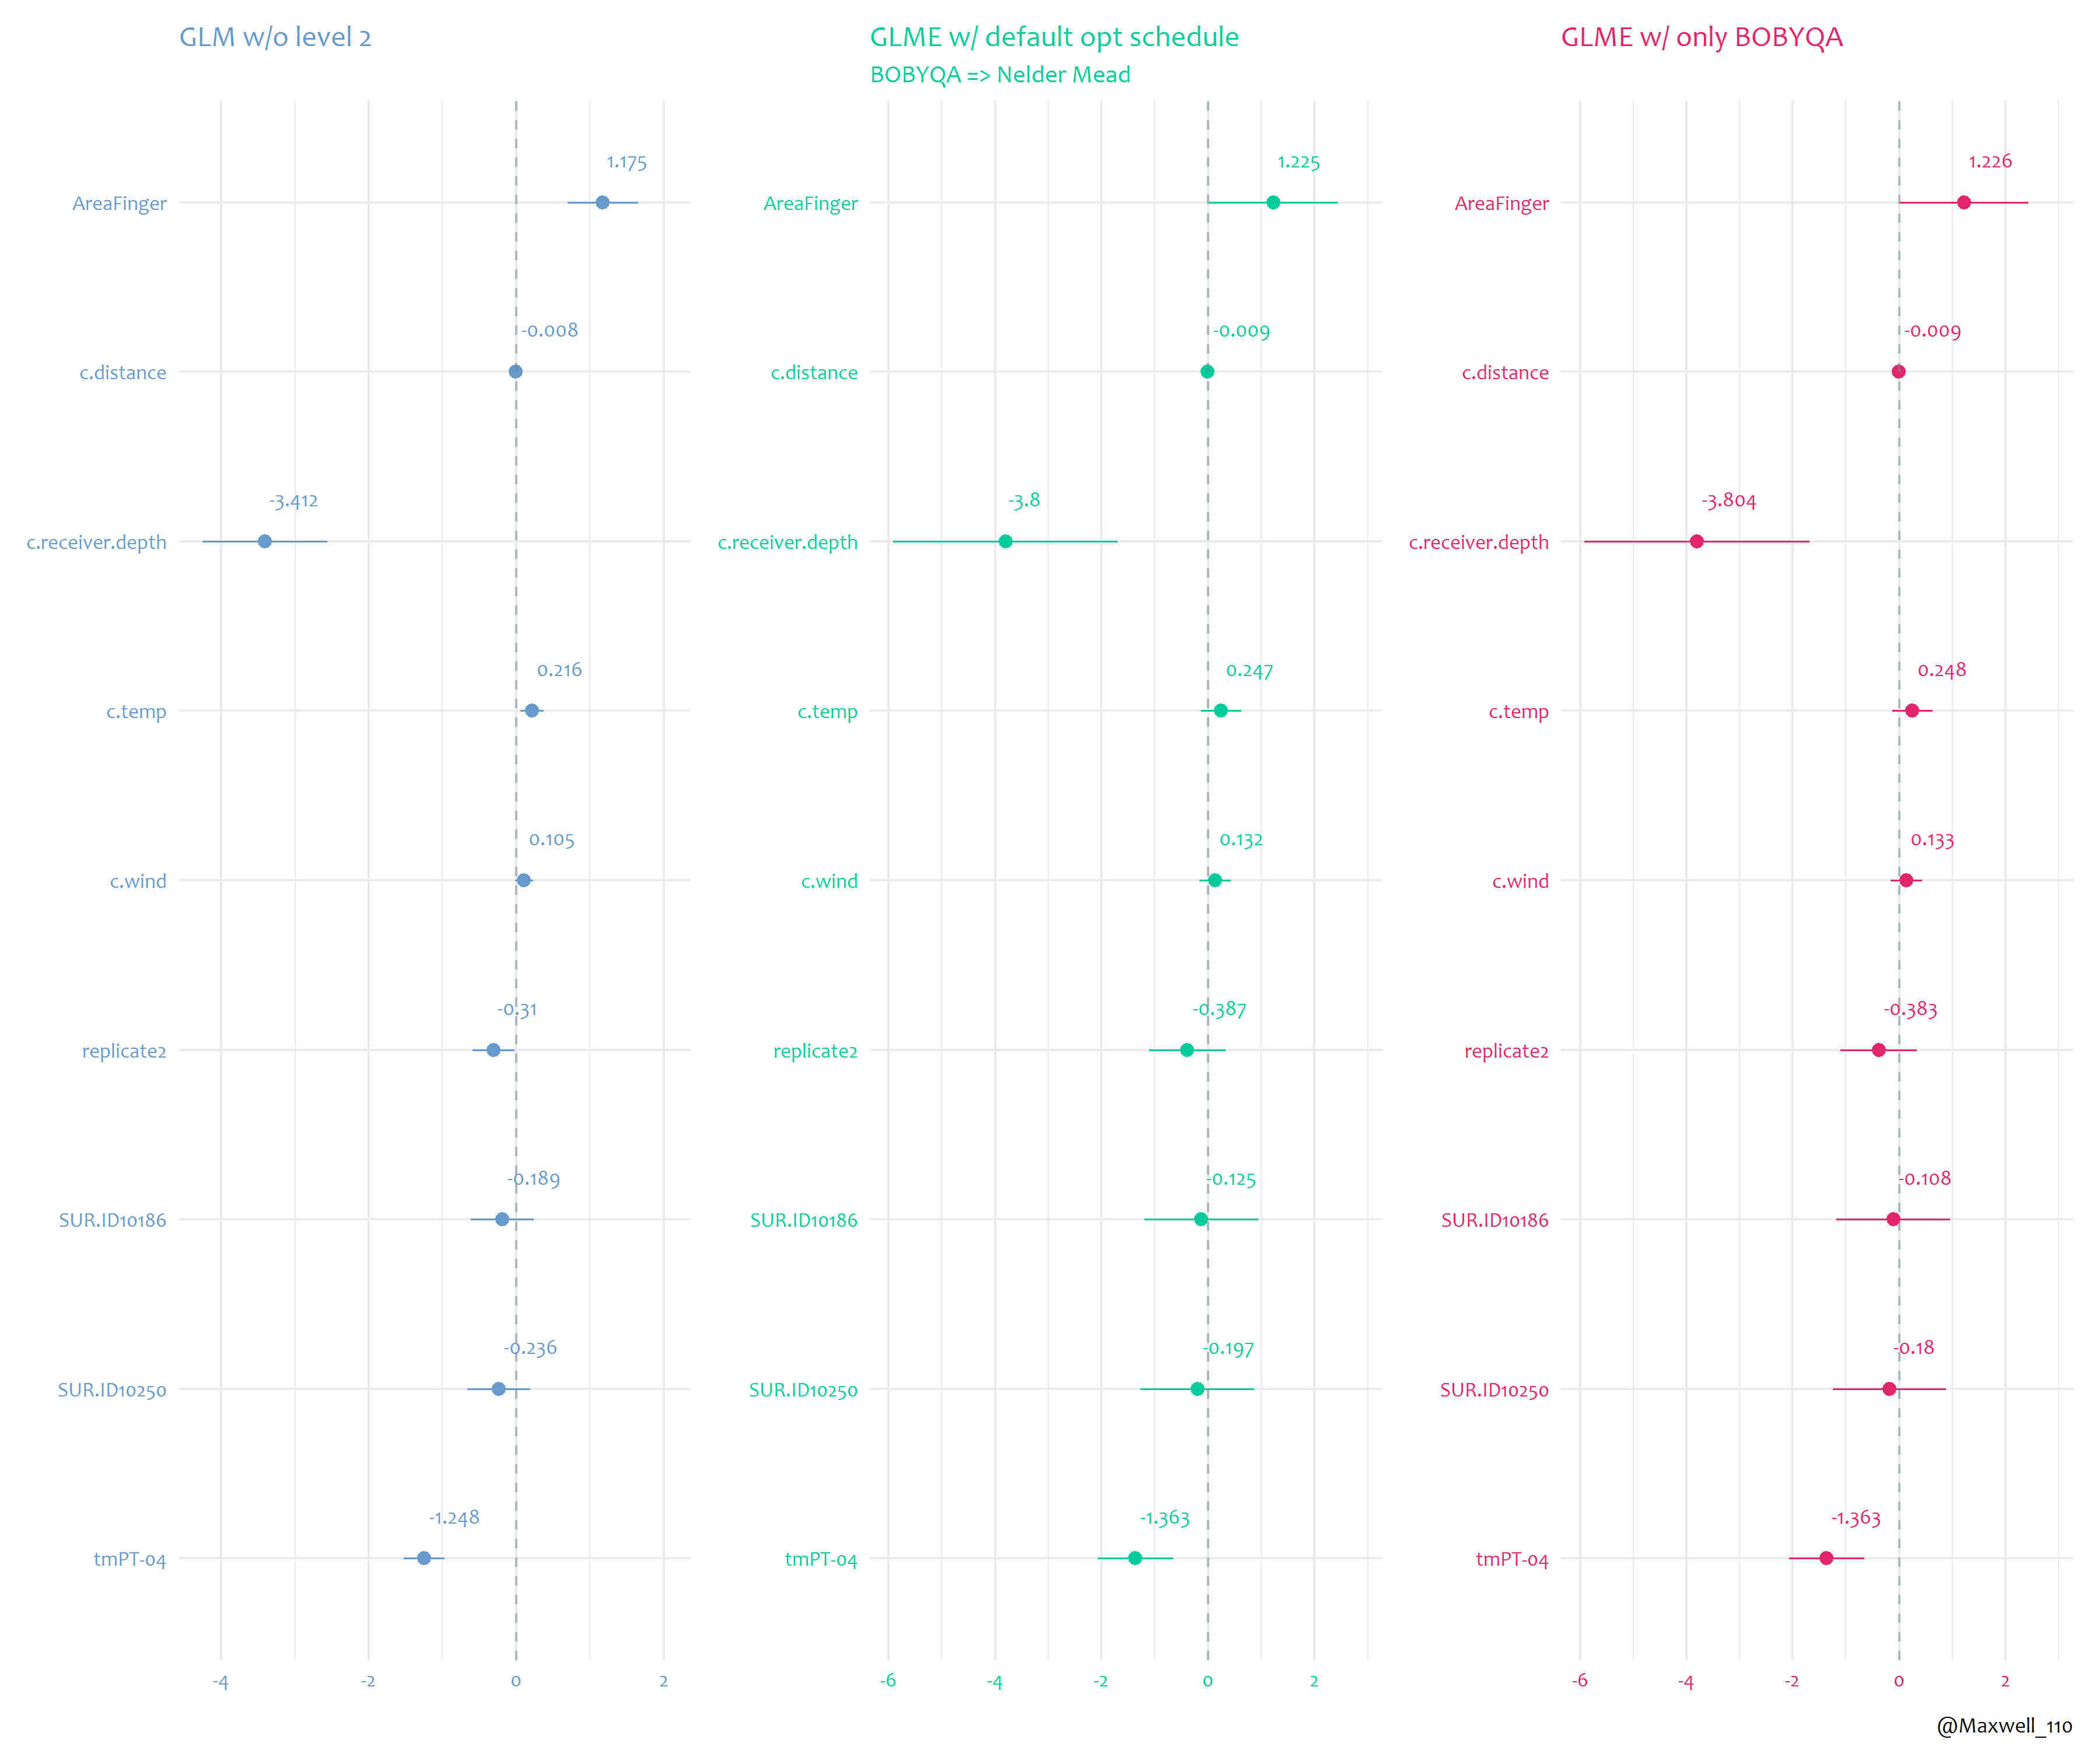 GLM w/o level 2
AreaFinger
1.175
c.distance
-0.008
c.receiver.depth
-3.412
c.temp
0.216
c.wind
0.105
replicate2
-0.31
SUR.ID10186
-0.189
SUR.ID10250
-0.236
tmPT-04
-1.248
-4 -2 0 2
GLME w/ default opt schedule
BOBYQA => Nelder Mead
AreaFinger
1.225
c.distance
-0.009
c.receiver.depth
-3.8
c.temp
0.247
c.wind
0.132
replicate2
-0.387
SUR.ID10186
-0.125
SUR.ID10250
-0.197
tmPT-04
-1.363
-6 -4 -2 0 2
GLME w/ only BOBYQA
AreaFinger
1.226
c.distance
-0.009
c.receiver.depth
-3.804
c.temp
0.248
c.wind
0.133
replicate2
-0.383
SUR.ID10186
-0.108
SUR.ID10250
-0.18
tmPT-04
-1.363
-6 -4 -2 0 2
@Maxwell_110